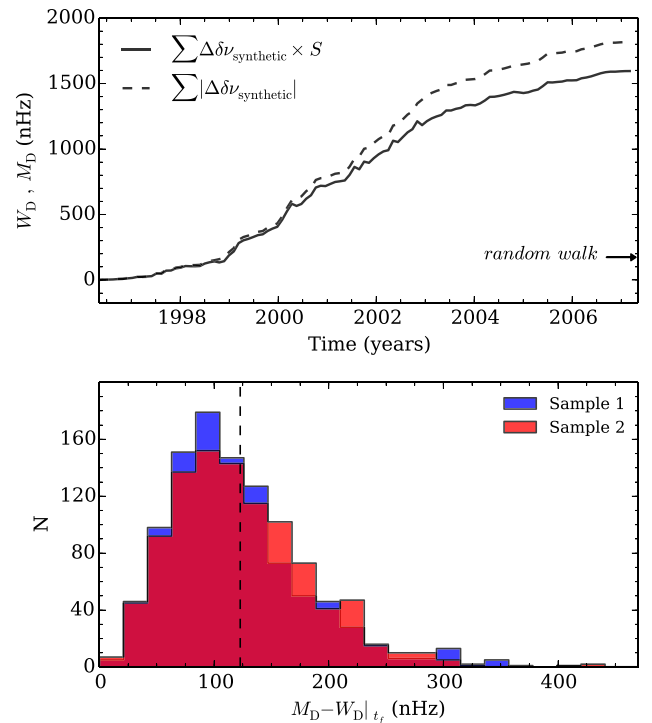 2000
1500
1000
500
0
W_D , M_D (nHz)
∑Δδν_synthetic × S
∑|Δδν_synthetic|
random walk
1998 2000 2002 2004 2006
Time (years)
160
120
80
40
0
N
Sample 1
Sample 2
0 100 200 300 400
M_D−W_D|_{t_f} (nHz)